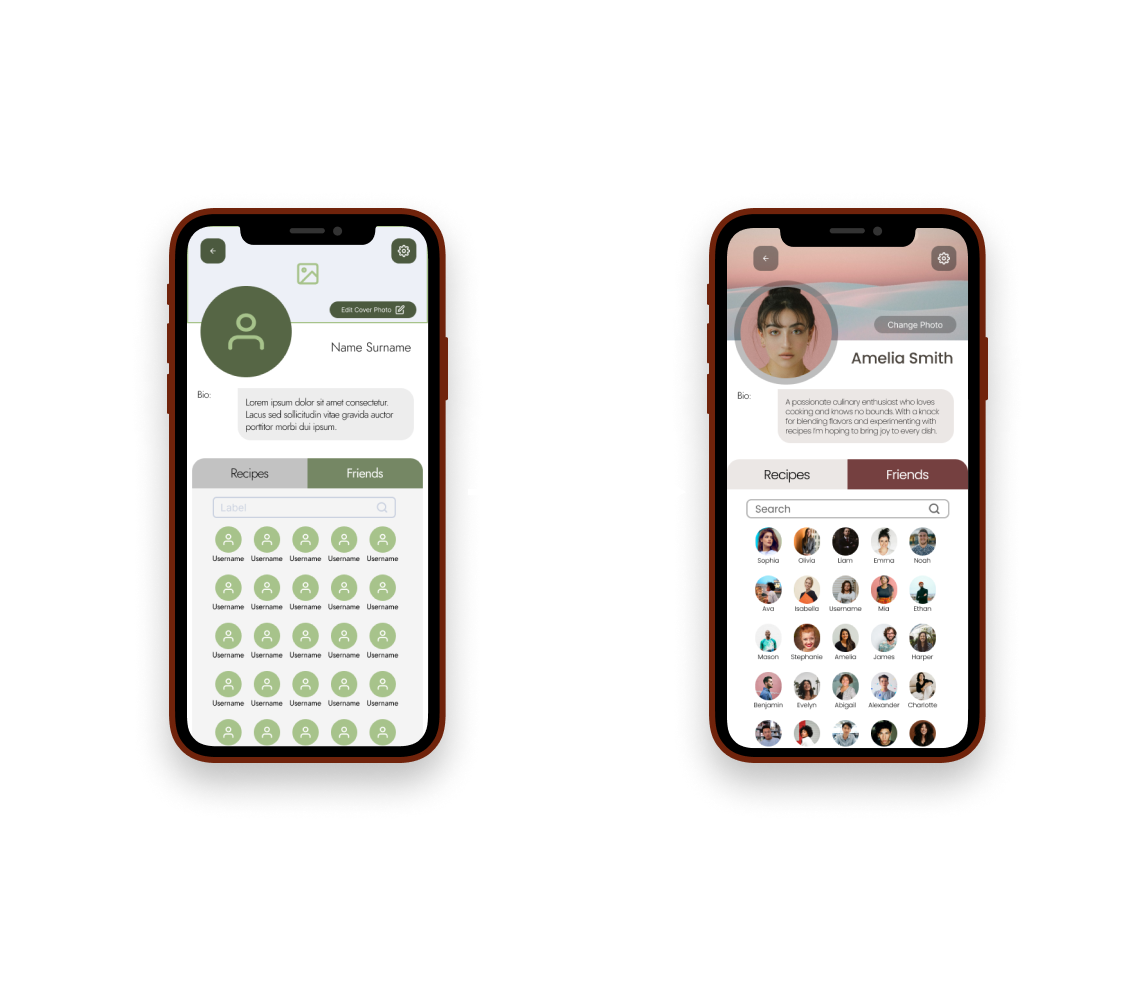 Edit Cover Photo
Name Surname
Bio:
Lorem ipsum dolor sit amet consectetur.
Lacus sed sollicitudin vitae gravida auctor
porttitor morbi dui ipsum.
Recipes Friends
Label
Username Username Username Username Username
Username Username Username Username Username
Username Username Username Username Username
Username Username Username Username Username
Change Photo
Amelia Smith
Bio:
A passionate culinary enthusiast who loves
cooking and knows no bounds. With a knack
for blending flavors and experimenting with
recipes I'm hoping to bring joy to every dish.
Recipes Friends
Search
Sophia Olivia Liam Emma Noah
Ava Isabella Username Mia Ethan
Mason Stephanie Amelia James Harper
Benjamin Evelyn Abigail Alexander Charlotte